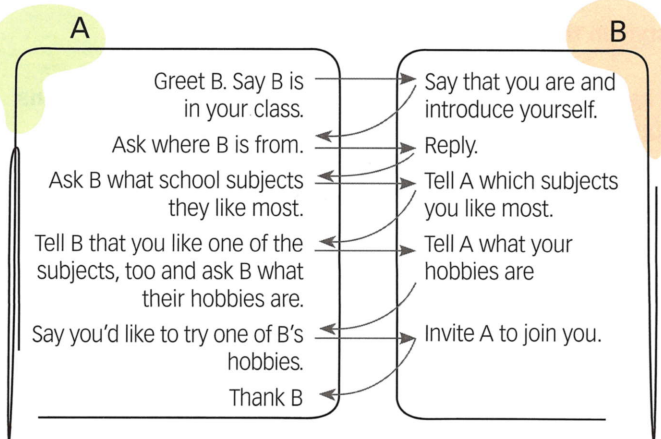 A
B
Greet B. Say B is
in your class.
Say that you are and
introduce yourself.
Ask where B is from.
Reply.
Ask B what school subjects
they like most.
Tell A which subjects
you like most.
Tell B that you like one of the
subjects, too and ask B what
their hobbies are.
Tell A what your
hobbies are
Say you'd like to try one of B's
hobbies.
Invite A to join you.
Thank B